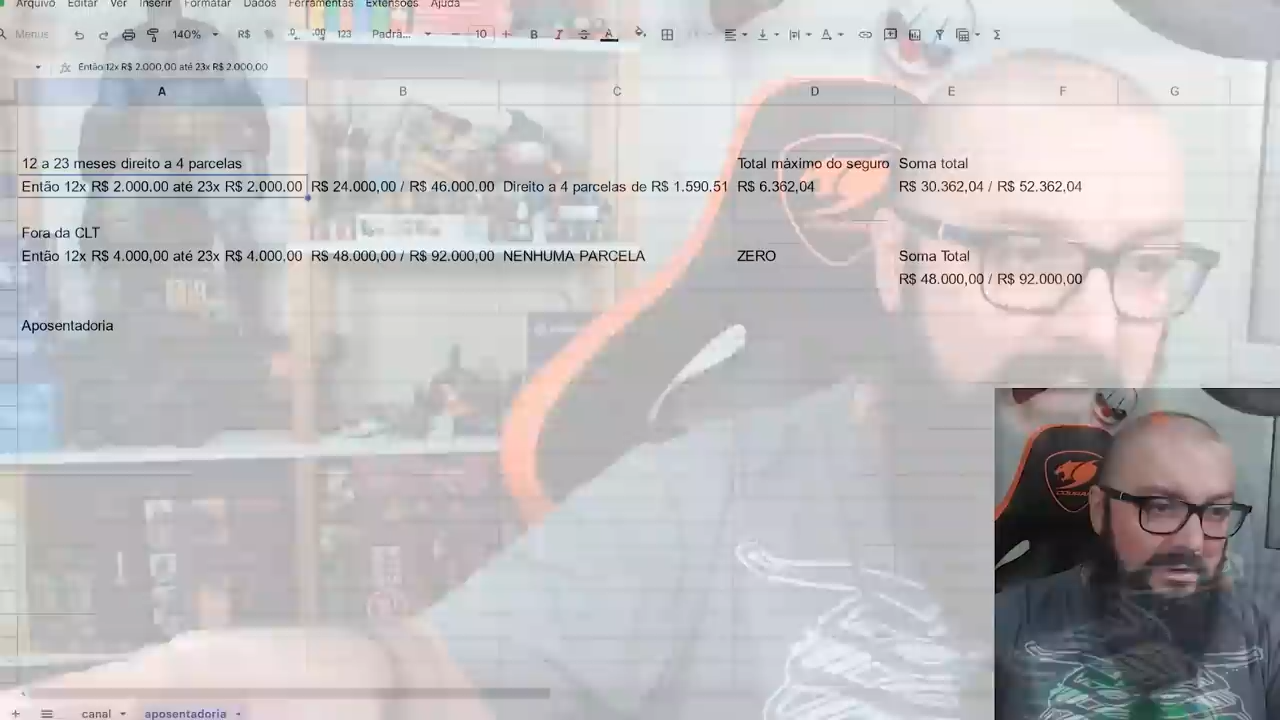 Arquivo Editar Ver Inserir Formatar Dados Ferramentas Extensões Ajuda
Menus 140% R$ % .0 .00 123 Padrã... 10 B I A
fx Então 12x R$ 2.000,00 até 23x R$ 2.000,00
A B C D E F G
12 a 23 meses direito a 4 parcelas Total máximo do seguro Soma total
Então 12x R$ 2.000.00 até 23x R$ 2.000.00 R$ 24.000,00 / R$ 46.000.00 Direito a 4 parcelas de R$ 1.590.51 R$ 6.362,04 R$ 30.362,04 / R$ 52.362,04
Fora da CLT
Então 12x R$ 4.000,00 até 23x R$ 4.000,00 R$ 48.000,00 / R$ 92.000,00 NENHUMA PARCELA ZERO Soma Total
R$ 48.000,00 / R$ 92.000,00
Aposentadoria
COUGAR
canal aposentadoria